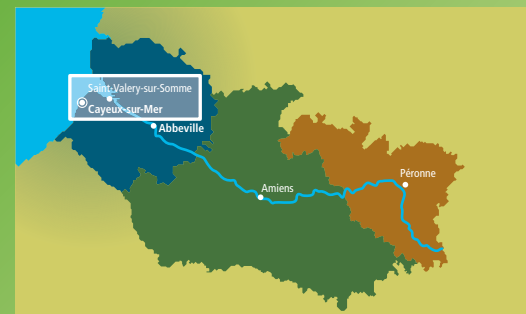 Saint-Valery-sur-Somme
Cayeux-sur-Mer
Abbeville
Péronne
Amiens